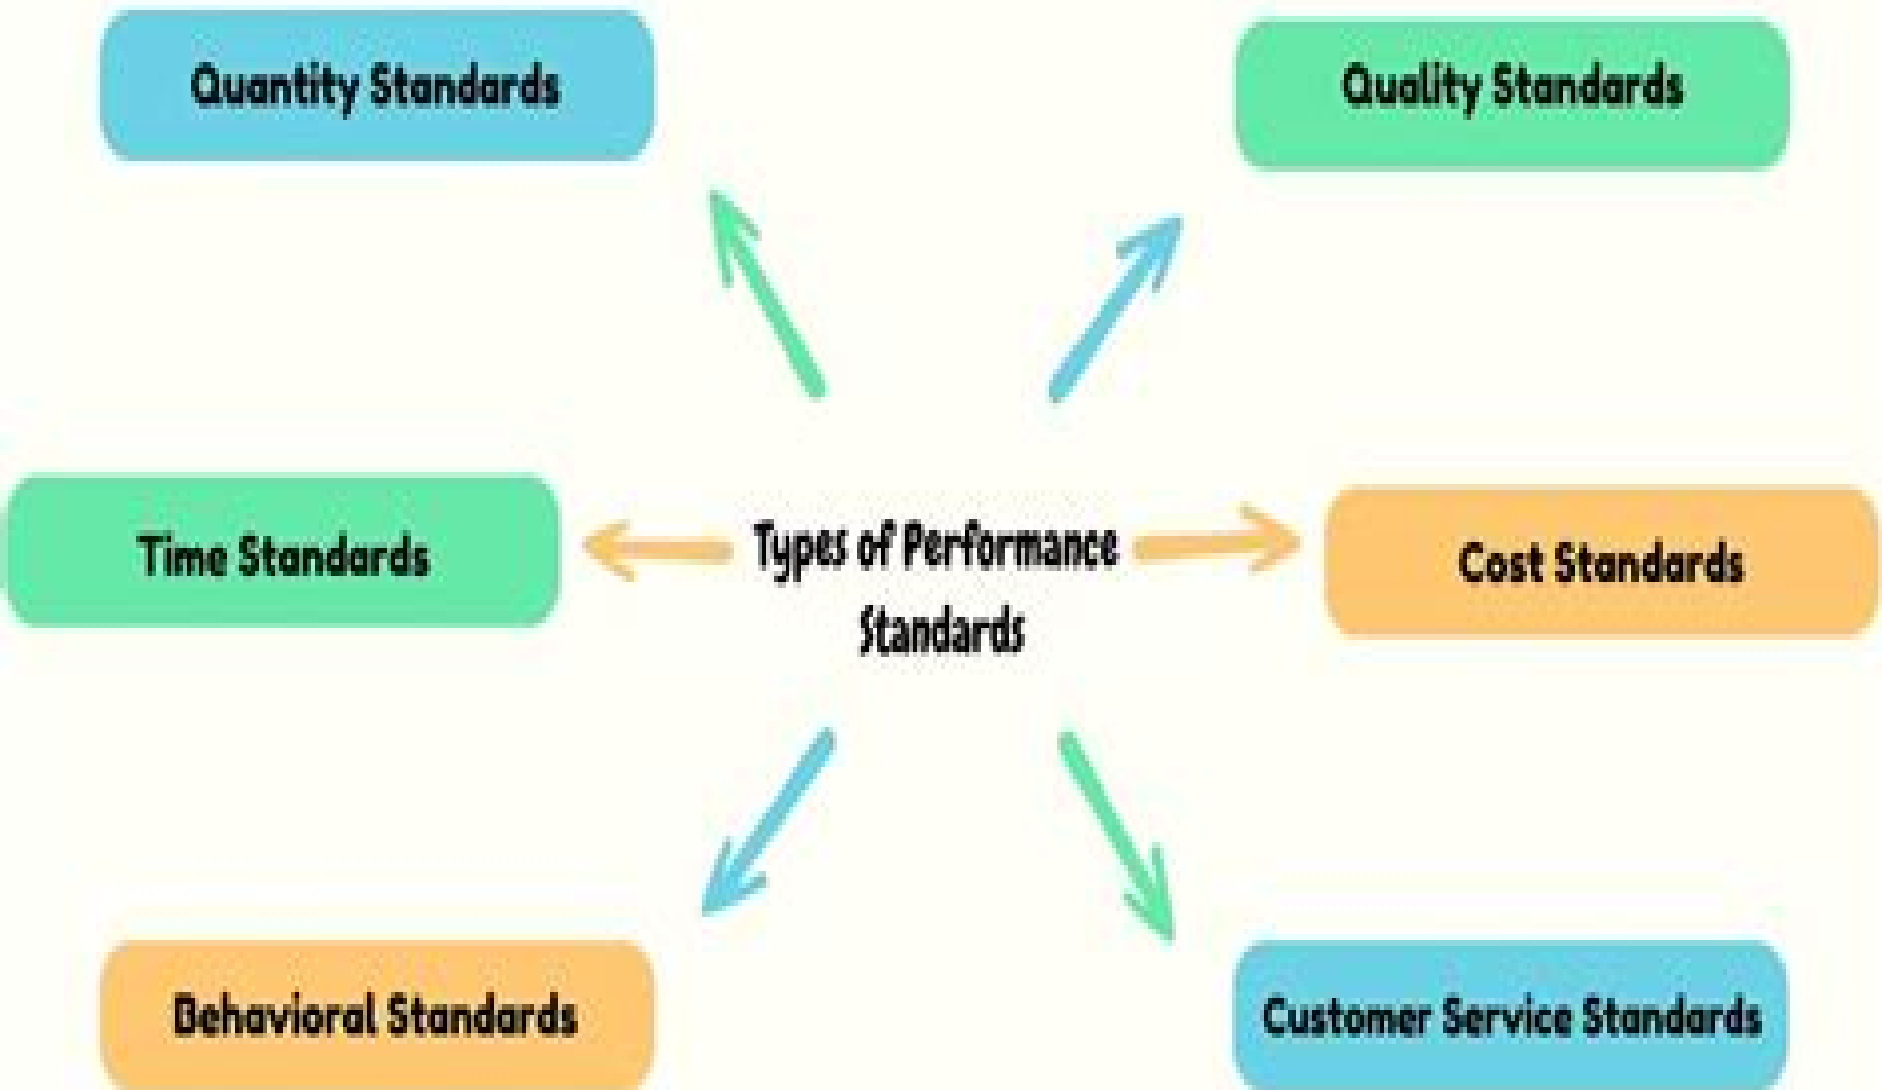 Quantity Standards
Quality Standards
Time Standards
Types of Performance
Standards
Cost Standards
Behavioral Standards
Customer Service Standards